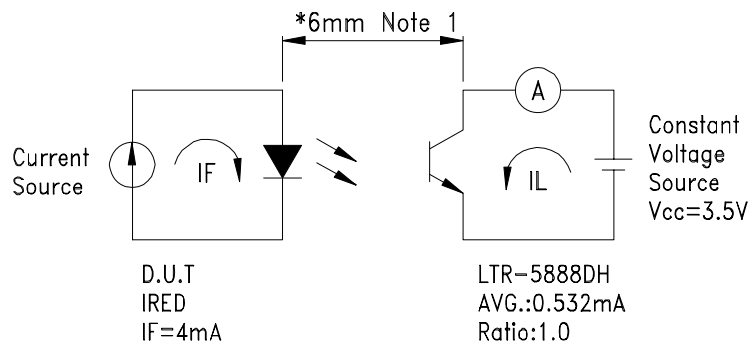 *6mm Note 1
A
Current
Source
IF
IL
Constant
Voltage
Source
Vcc=3.5V
D.U.T
IRED
IF=4mA
LTR-5888DH
AVG.:0.532mA
Ratio:1.0